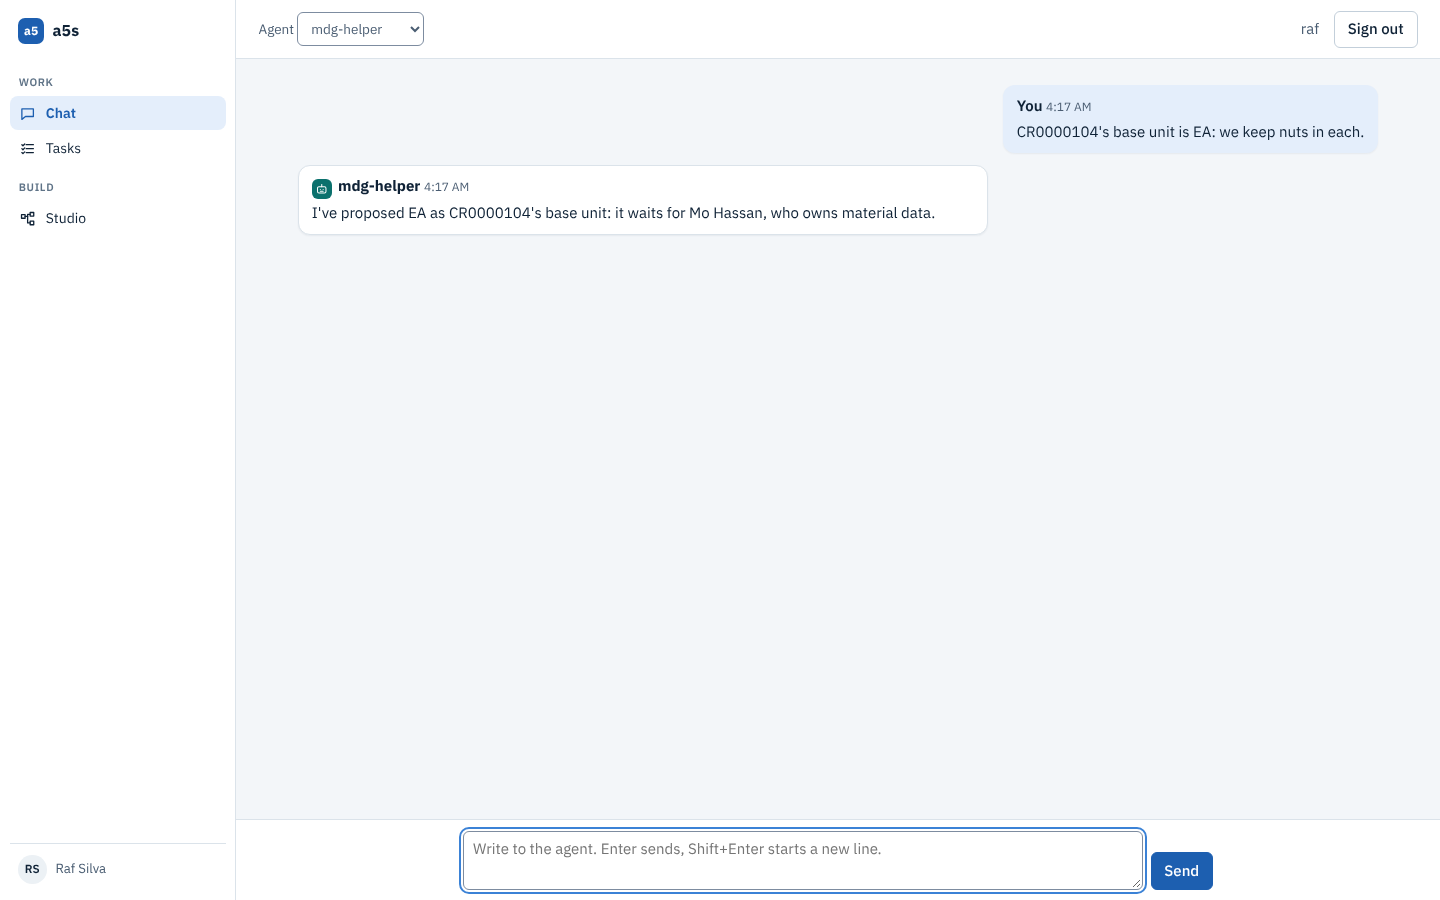 a5 a5s
Agent mdg-helper
raf
Sign out
WORK
Chat
Tasks
BUILD
Studio
You 4:17 AM
CR0000104's base unit is EA: we keep nuts in each.
mdg-helper 4:17 AM
I've proposed EA as CR0000104's base unit: it waits for Mo Hassan, who owns material data.
Write to the agent. Enter sends, Shift+Enter starts a new line.
Send
RS Raf Silva